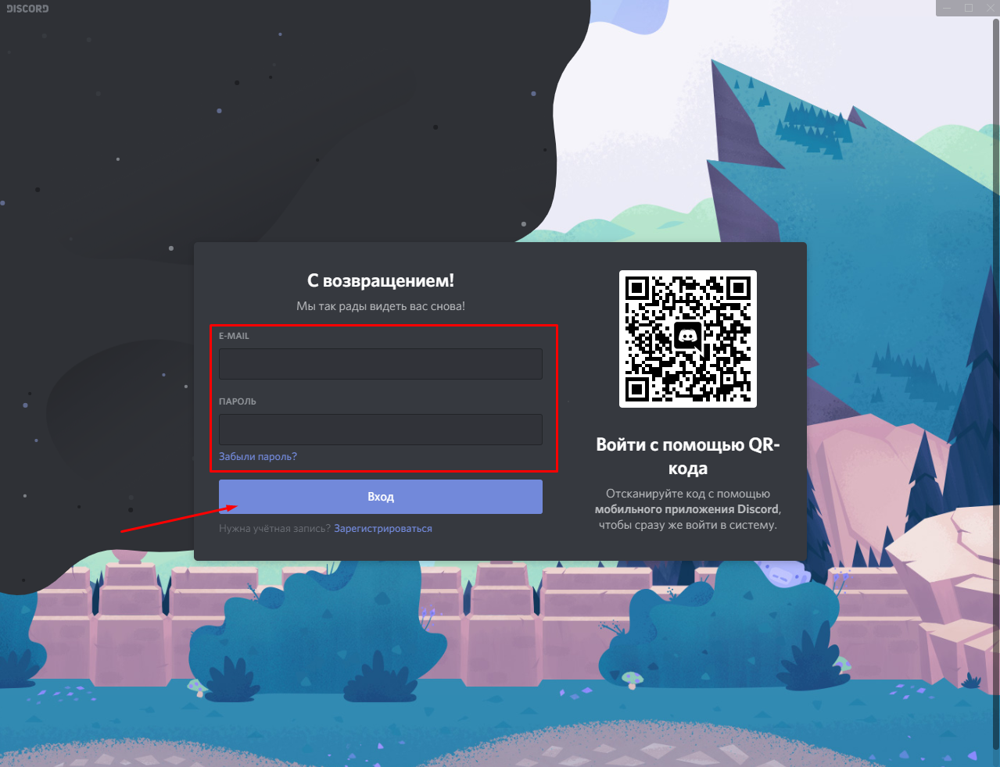 DISCORD
С возвращением!
Мы так рады видеть вас снова!
E-MAIL
ПАРОЛЬ
Забыли пароль?
Вход
Нужна учётная запись? Зарегистрироваться
Войти с помощью QR-
кода
Отсканируйте код с помощью
мобильного приложения Discord,
чтобы сразу же войти в систему.